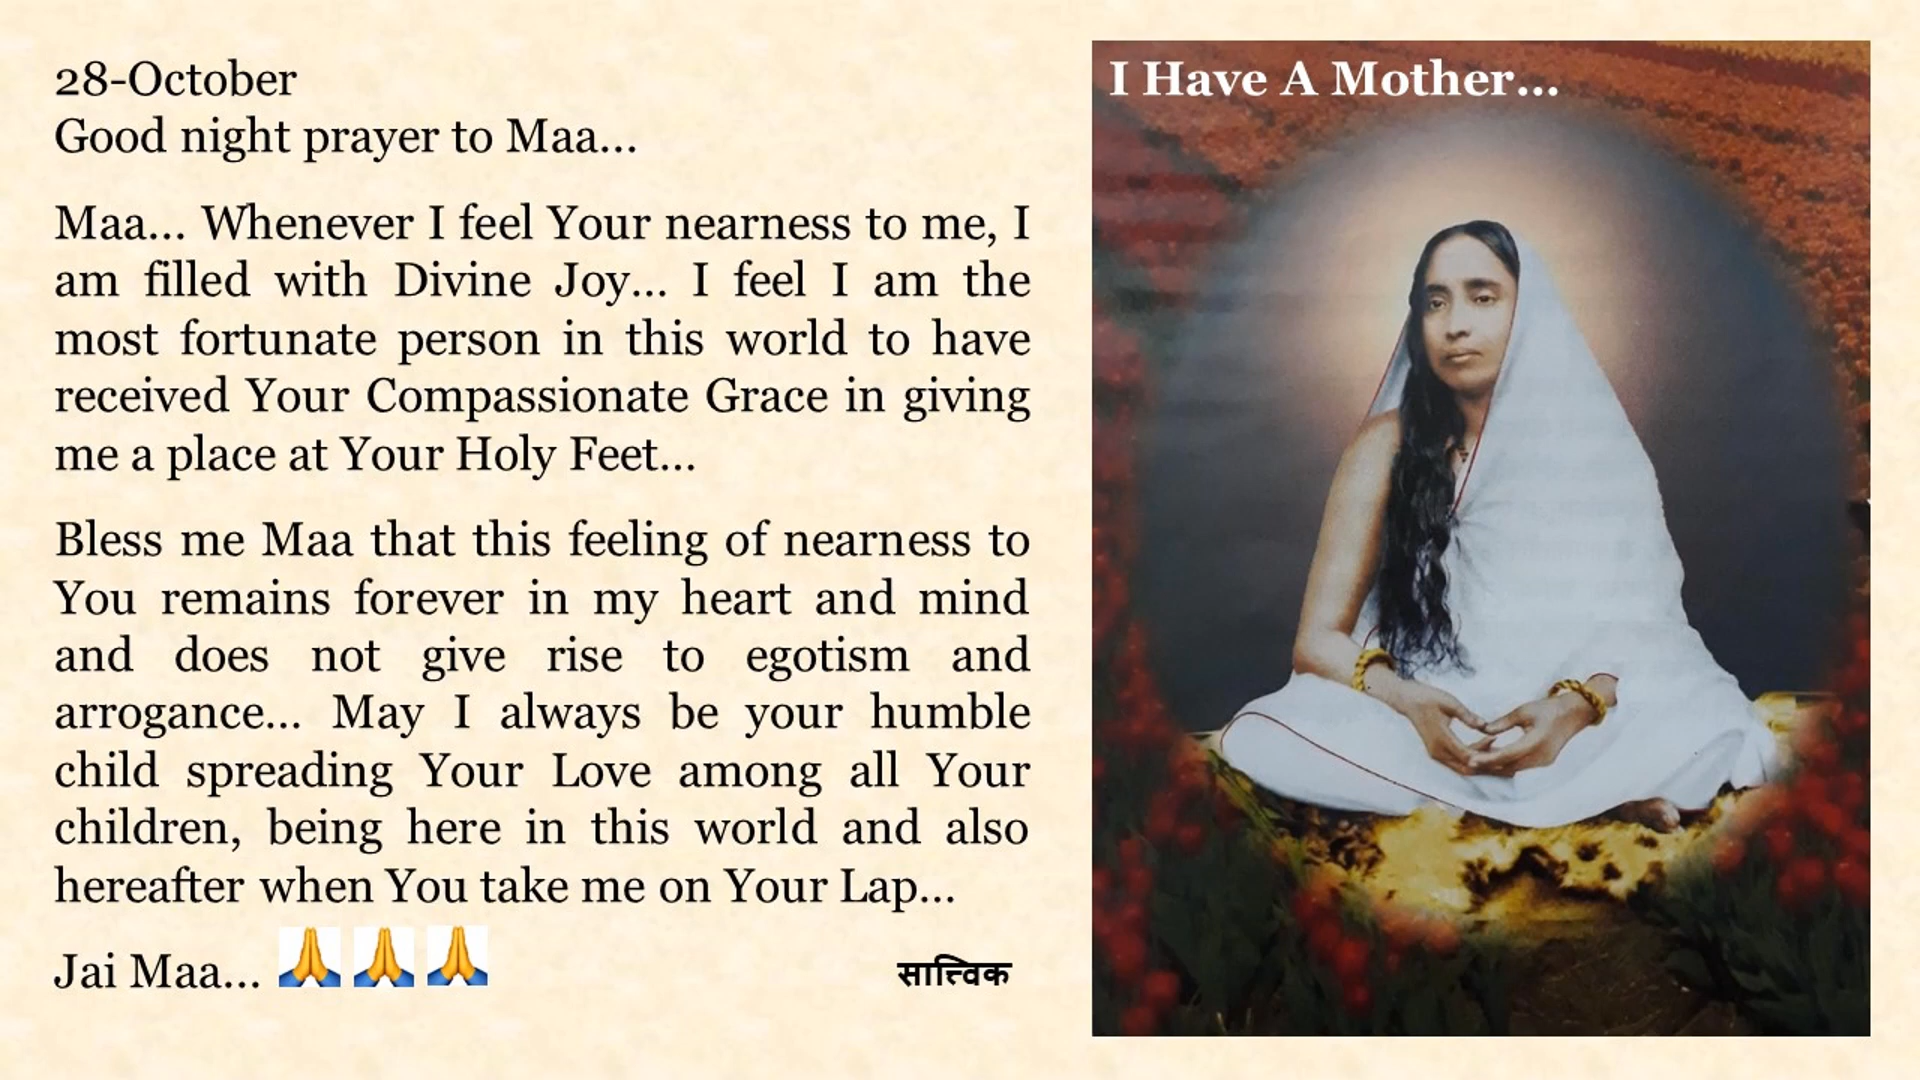 28-October
Good night prayer to Maa...
Maa... Whenever I feel Your nearness to me, I
am filled with Divine Joy... I feel I am the
most fortunate person in this world to have
received Your Compassionate Grace in giving
me a place at Your Holy Feet...
Bless me Maa that this feeling of nearness to
You remains forever in my heart and mind
and does not give rise to egotism and
arrogance... May I always be your humble
child spreading Your Love among all Your
children, being here in this world and also
hereafter when You take me on Your Lap...
Jai Maa... 🙏 🙏 🙏
सात्त्विक
I Have A Mother...